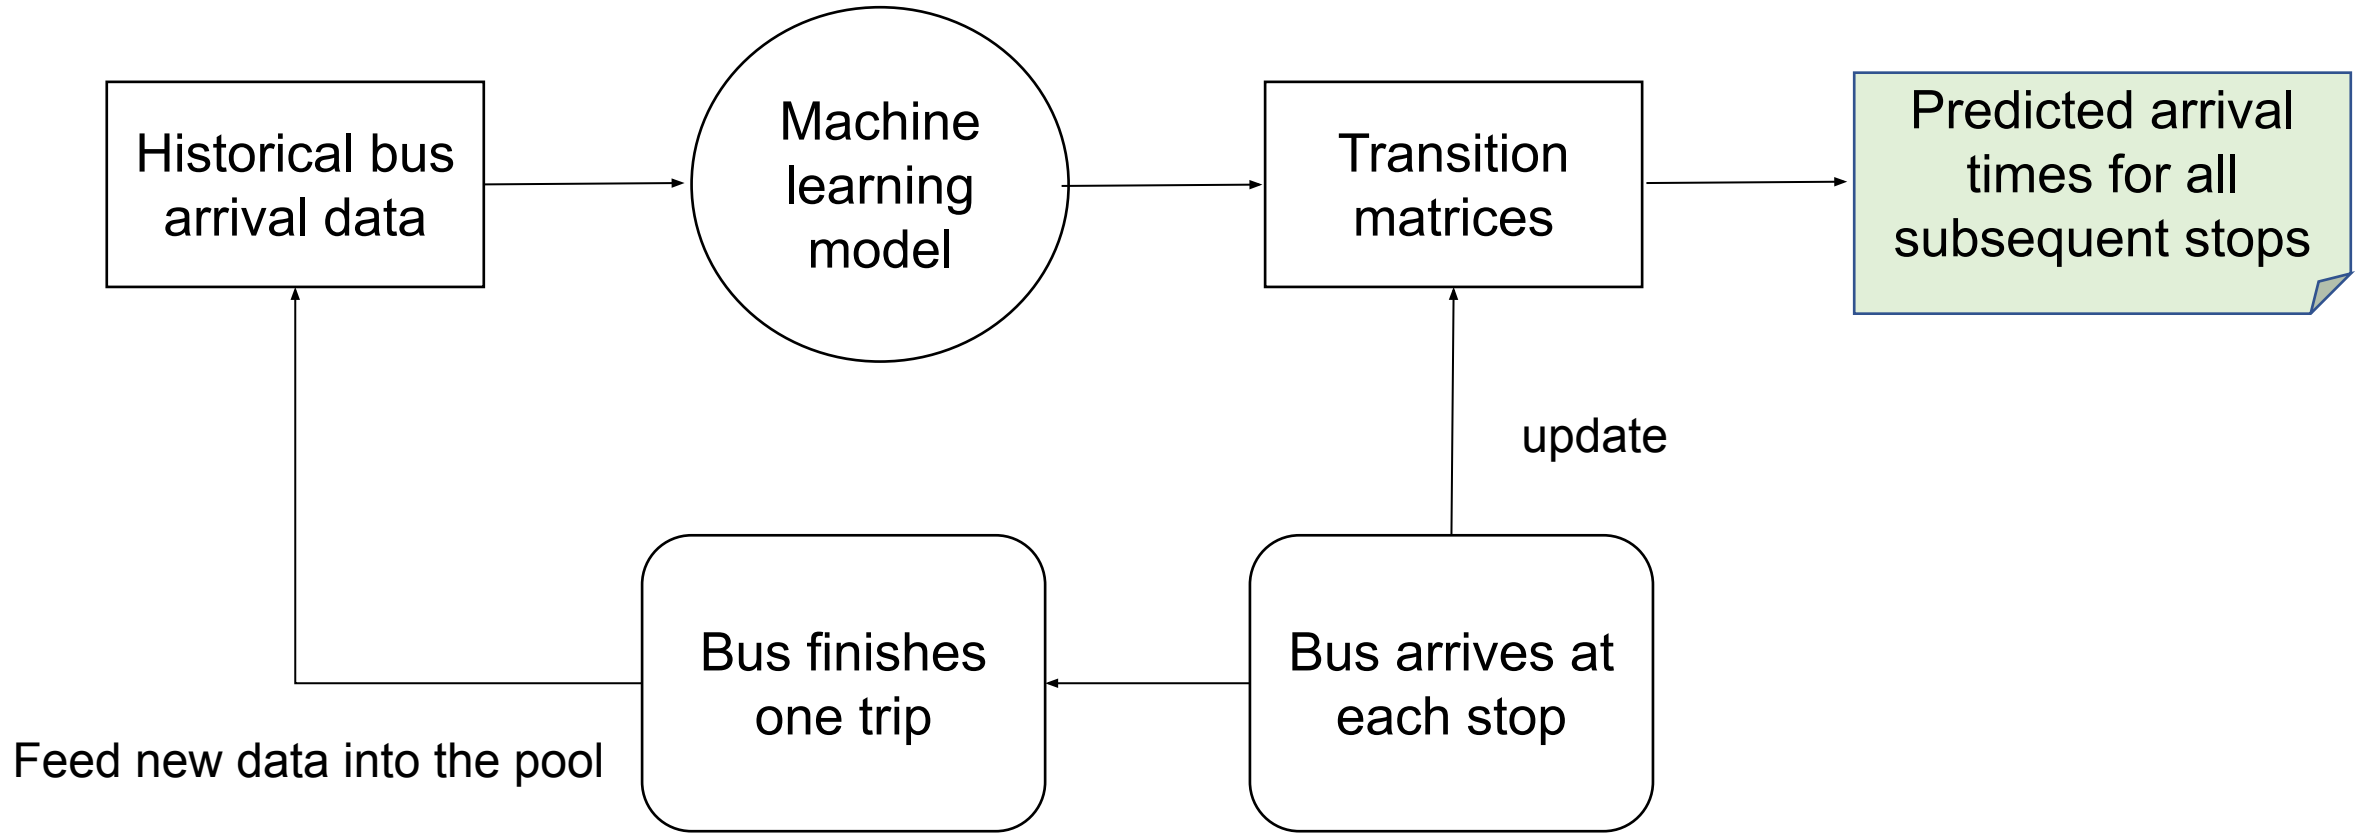 Historical bus
arrival data
Machine
learning
model
Transition
matrices
Predicted arrival
times for all
subsequent stops
update
Bus finishes
one trip
Bus arrives at
each stop
Feed new data into the pool